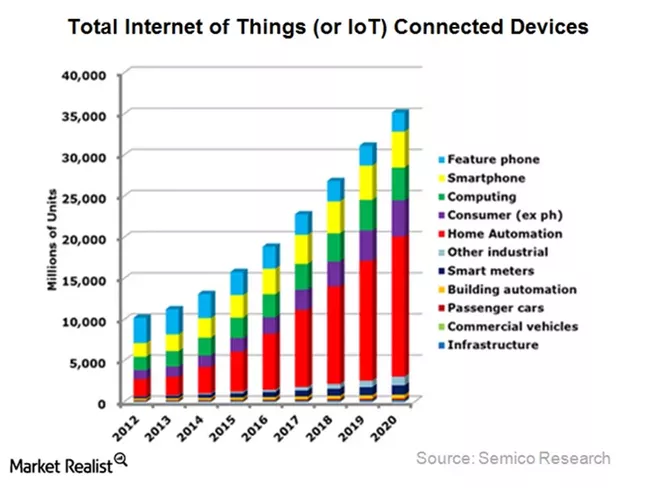 Total Internet of Things (or IoT) Connected Devices
Millions of Units
40,000
35,000
30,000
25,000
20,000
15,000
10,000
5,000
0
2012
2013
2014
2015
2016
2017
2018
2019
2020
Feature phone
Smartphone
Computing
Consumer (ex ph)
Home Automation
Other industrial
Smart meters
Building automation
Passenger cars
Commercial vehicles
Infrastructure
Market Realist
Source: Semico Research